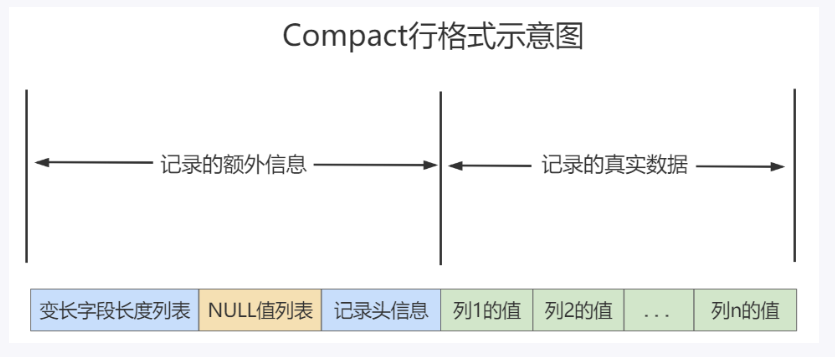 Compact行格式示意图
记录的额外信息
记录的真实数据
变长字段长度列表
NULL值列表
记录头信息
列1的值
列2的值
...
列n的值